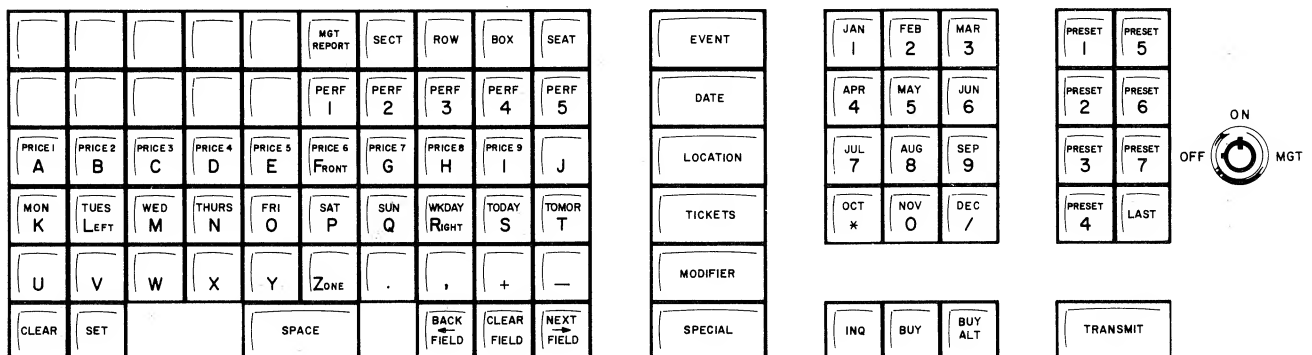 MGT REPORT SECT ROW BOX SEAT
PERF 1 PERF 2 PERF 3 PERF 4 PERF 5
PRICE 1 A PRICE 2 B PRICE 3 C PRICE 4 D PRICE 5 E PRICE 6 FRONT PRICE 7 G PRICE 8 H PRICE 9 I J
MON K TUES LEFT WED M THURS N FRI O SAT P SUN Q WKDAY RIGHT TODAY S TOMOR T
U V W X Y ZONE . , + —
CLEAR SET SPACE BACK ← FIELD CLEAR FIELD NEXT → FIELD
EVENT
DATE
LOCATION
TICKETS
MODIFIER
SPECIAL
JAN 1 FEB 2 MAR 3
APR 4 MAY 5 JUN 6
JUL 7 AUG 8 SEP 9
OCT * NOV 0 DEC /
INQ BUY BUY ALT
PRESET 1 PRESET 5
PRESET 2 PRESET 6
PRESET 3 PRESET 7
PRESET 4 LAST
TRANSMIT
ON
OFF MGT